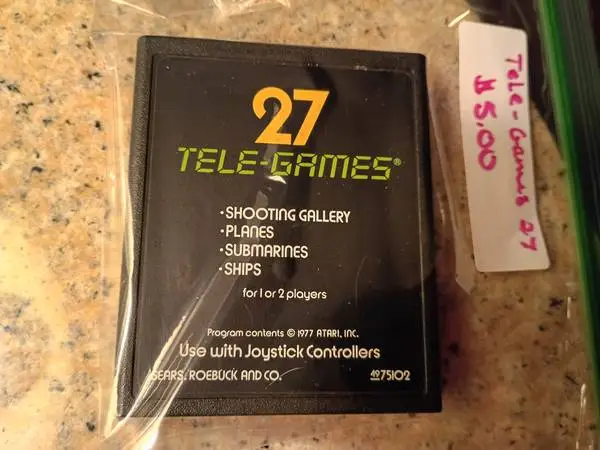 27
TELE-GAMES®
•SHOOTING GALLERY
•PLANES
•SUBMARINES
•SHIPS
for 1 or 2 players
Program contents © 1977 ATARI, INC.
Use with Joystick Controllers
SEARS, ROEBUCK AND CO. 4975102
Tele-Games 27
$5.00